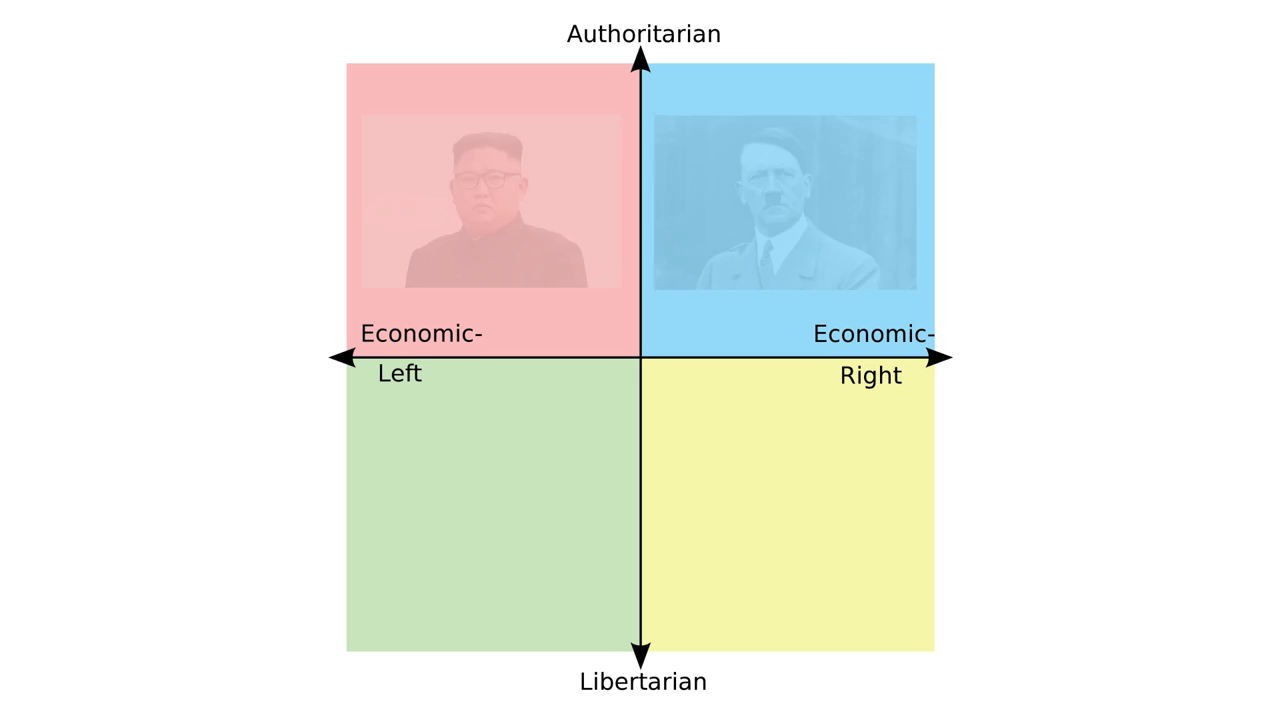 Authoritarian
Economic-
Left
Economic-
Right
Libertarian